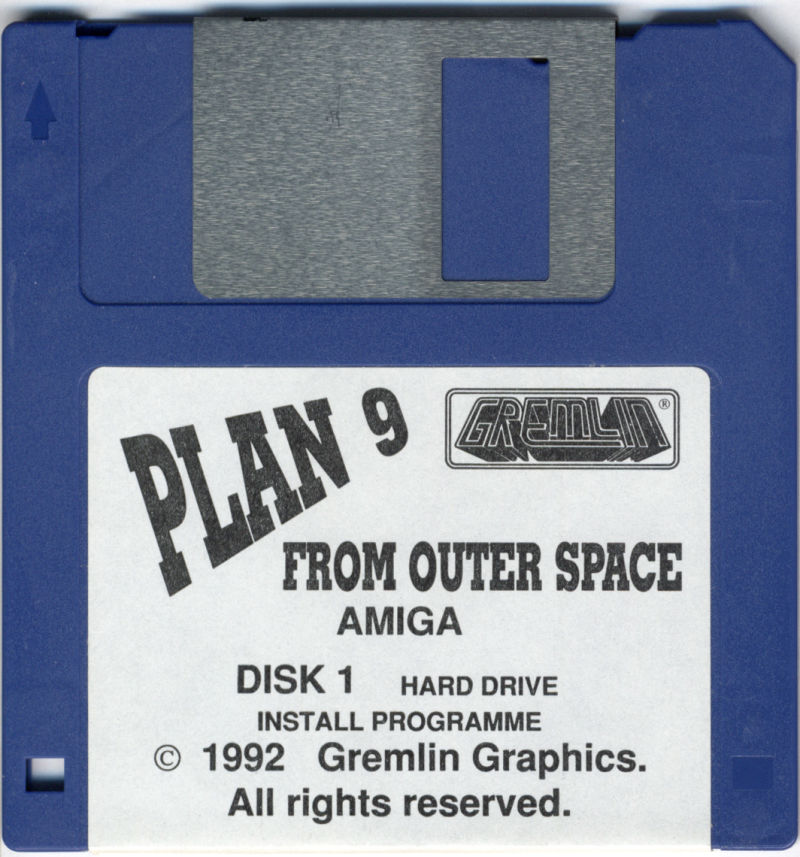 PLAN 9
GREMLIN®
FROM OUTER SPACE
AMIGA
DISK 1 HARD DRIVE
INSTALL PROGRAMME
© 1992 Gremlin Graphics.
All rights reserved.